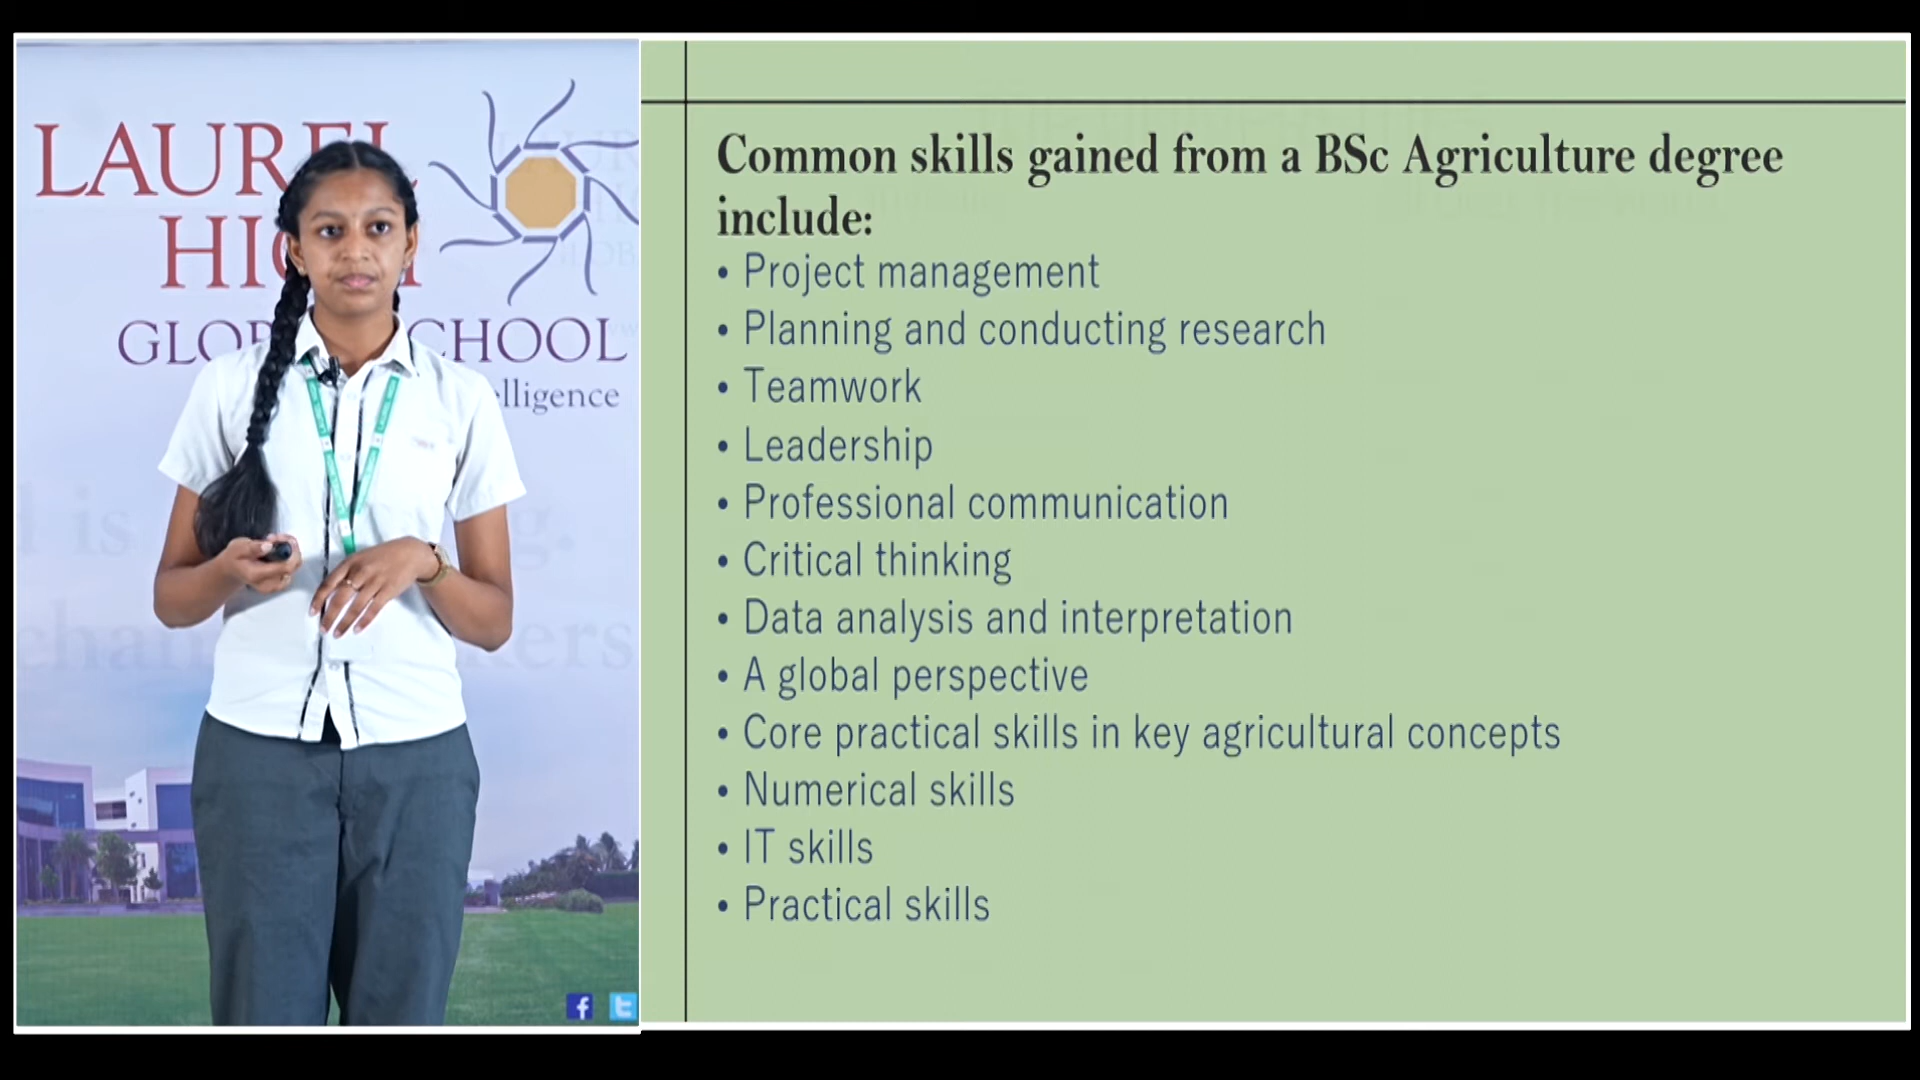 LAUREL
HIGH
GLOBAL SCHOOL
elligence
Common skills gained from a BSc Agriculture degree
include:
• Project management
• Planning and conducting research
• Teamwork
• Leadership
• Professional communication
• Critical thinking
• Data analysis and interpretation
• A global perspective
• Core practical skills in key agricultural concepts
• Numerical skills
• IT skills
• Practical skills